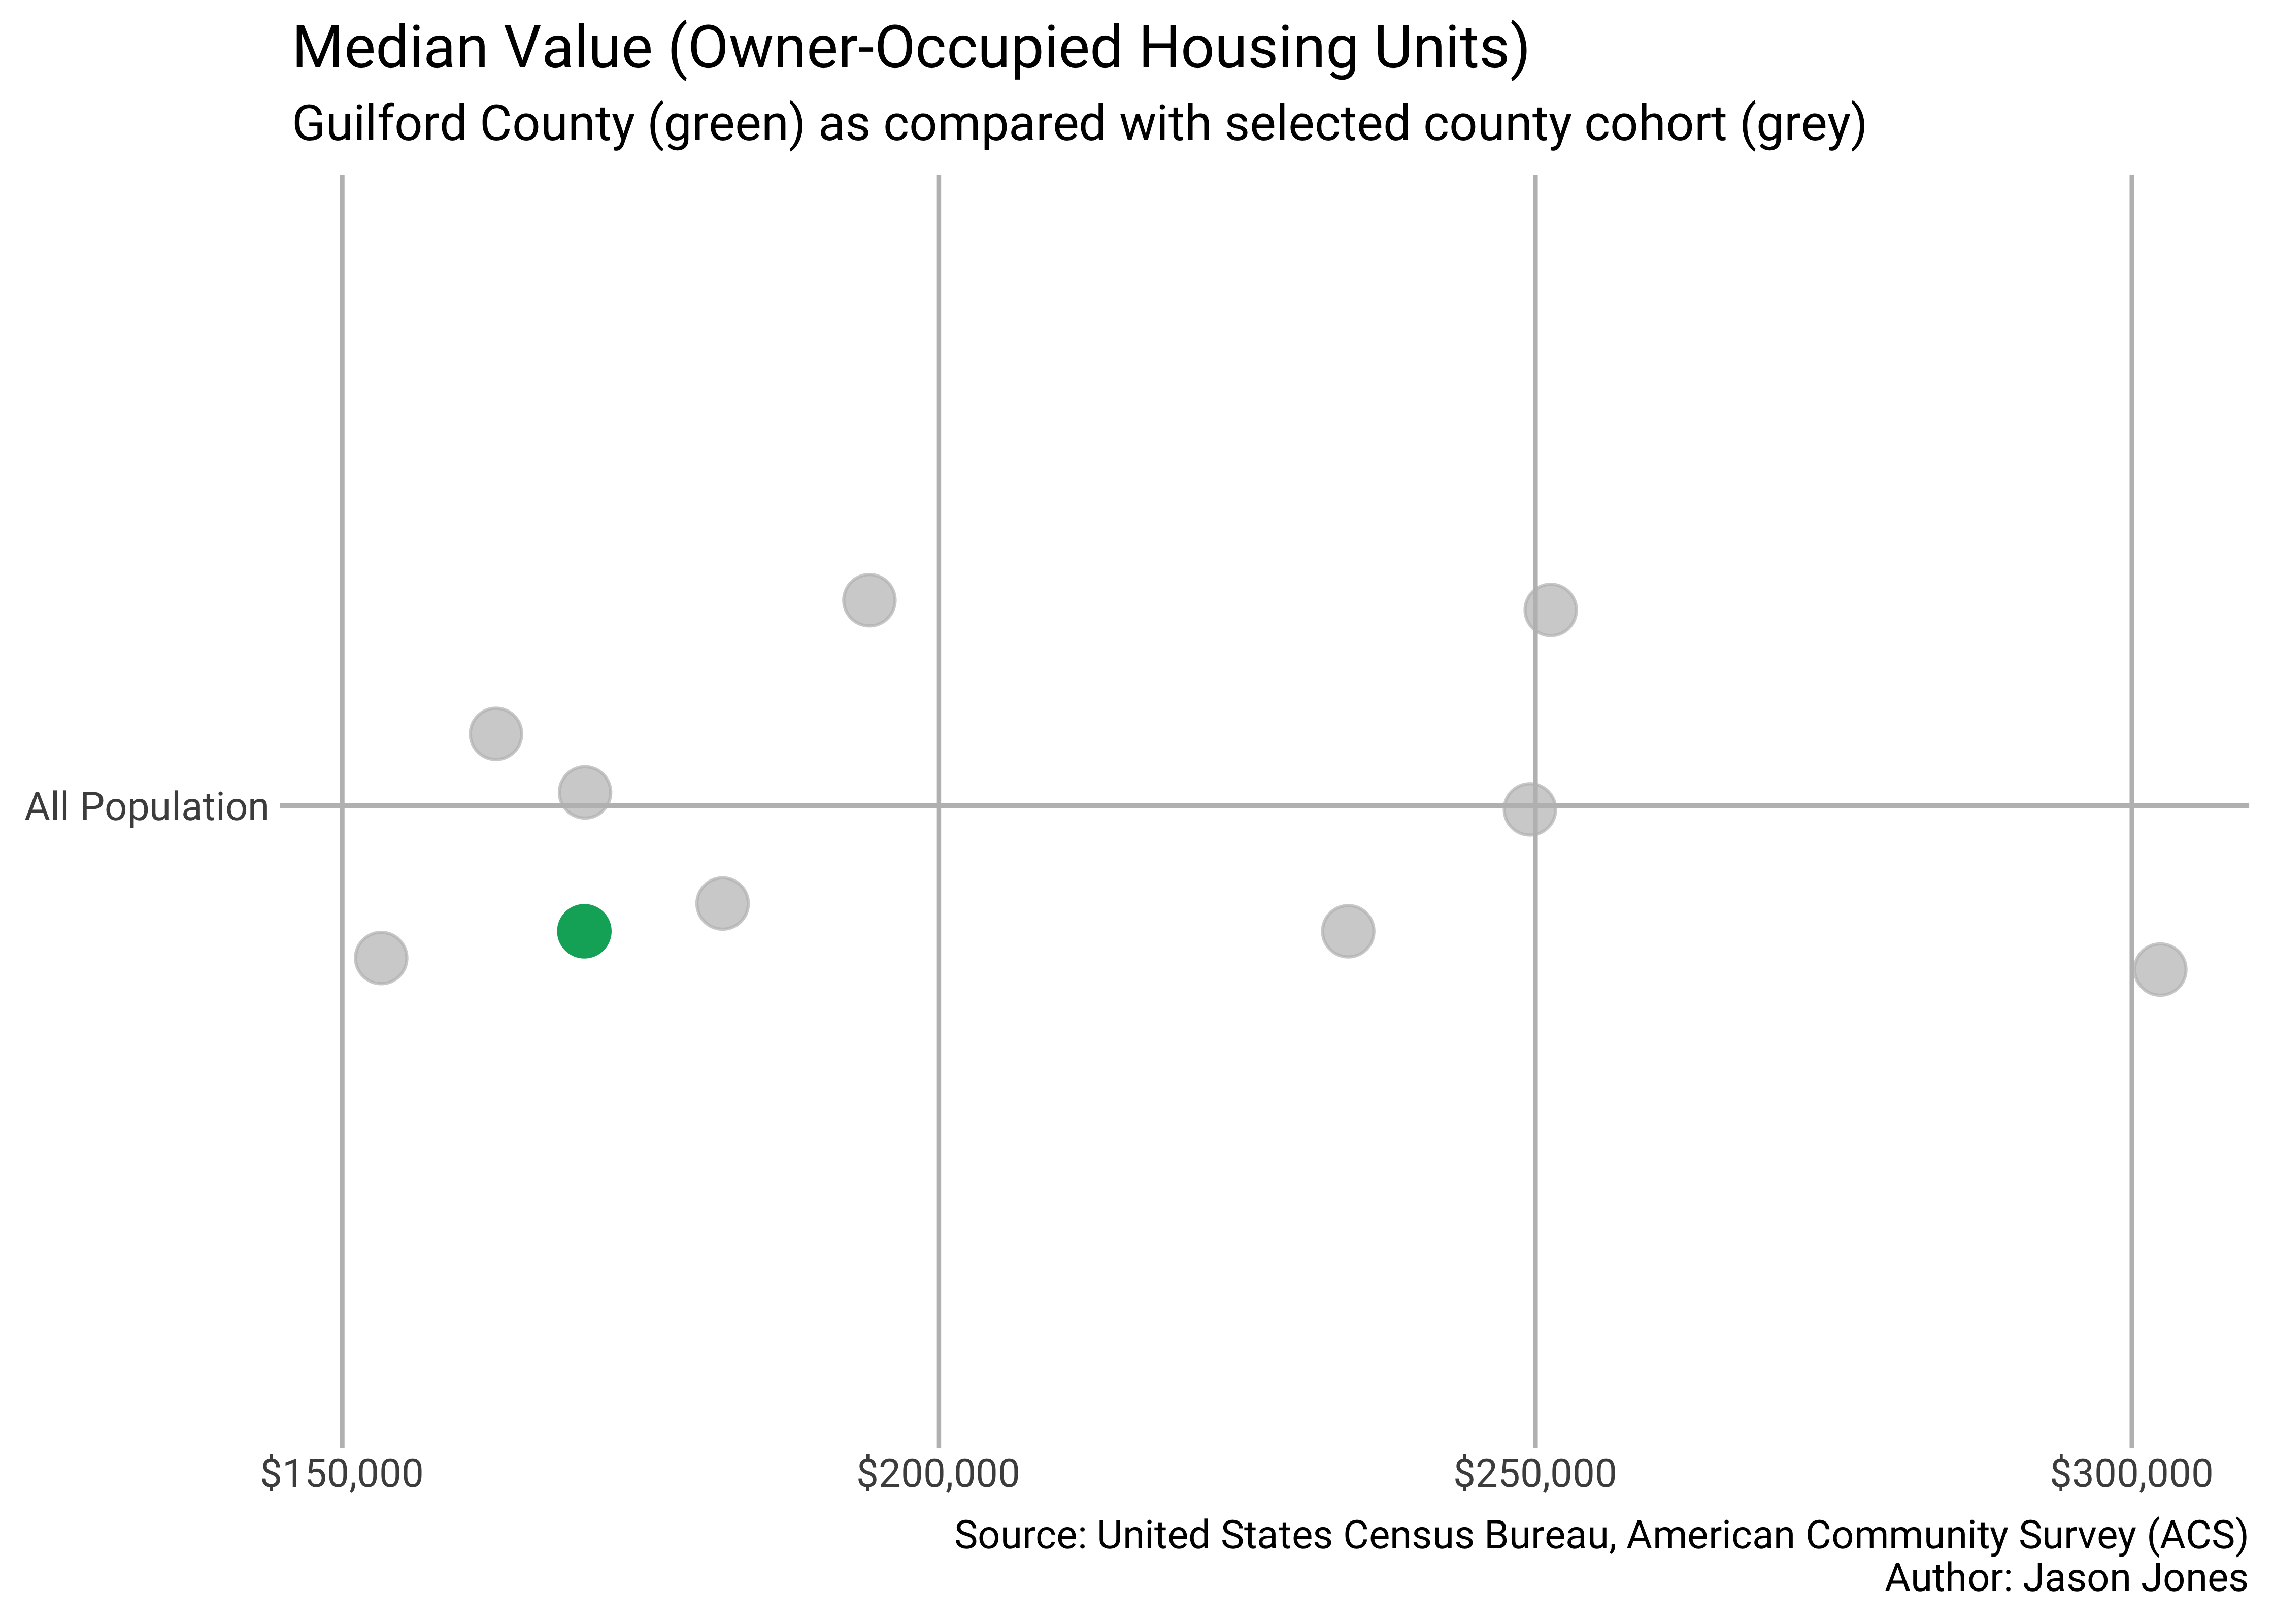 Median Value (Owner-Occupied Housing Units)
Guilford County (green) as compared with selected county cohort (grey)
All Population
$150,000
$200,000
$250,000
$300,000
Source: United States Census Bureau, American Community Survey (ACS)
Author: Jason Jones